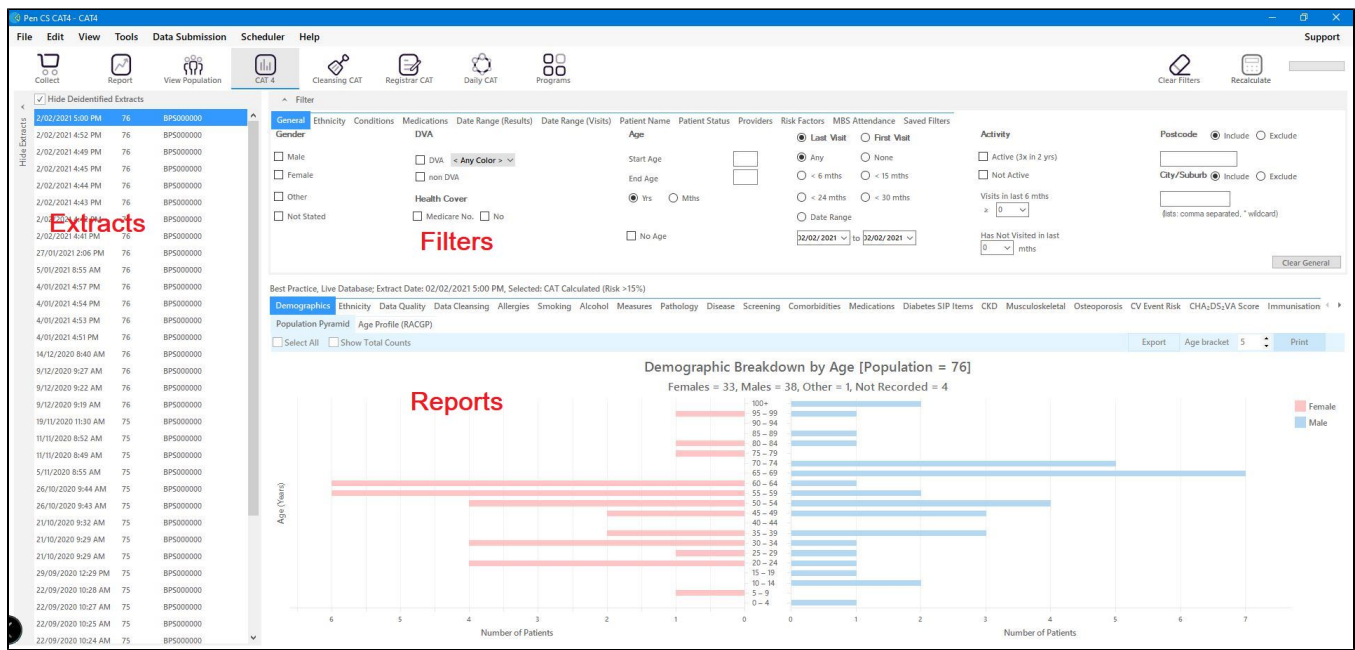 Pen CS CAT4 - CAT4
File Edit View Tools Data Submission Scheduler Help Support
Collect Report View Population CAT 4 Cleansing CAT Registrar CAT Daily CAT Programs Clear Filters Recalculate
Hide Extracts
Hide Deidentified Extracts
2/02/2021 5:00 PM 76 BPS000000
2/02/2021 4:52 PM 76 BPS000000
2/02/2021 4:49 PM 76 BPS000000
2/02/2021 4:45 PM 76 BPS000000
2/02/2021 4:44 PM 76 BPS000000
2/02/2021 4:43 PM 76 BPS000000
76 BPS000000
2/02/2021 4:41 PM 76 BPS000000
27/01/2021 2:06 PM 76 BPS000000
5/01/2021 8:55 AM 76 BPS000000
4/01/2021 4:57 PM 76 BPS000000
4/01/2021 4:54 PM 76 BPS000000
4/01/2021 4:53 PM 76 BPS000000
4/01/2021 4:51 PM 76 BPS000000
14/12/2020 8:40 AM 76 BPS000000
9/12/2020 9:27 AM 76 BPS000000
9/12/2020 9:22 AM 76 BPS000000
9/12/2020 9:19 AM 76 BPS000000
19/11/2020 11:30 AM 75 BPS000000
11/11/2020 8:52 AM 75 BPS000000
11/11/2020 8:49 AM 75 BPS000000
5/11/2020 8:55 AM 75 BPS000000
26/10/2020 9:44 AM 75 BPS000000
26/10/2020 9:43 AM 75 BPS000000
21/10/2020 9:32 AM 75 BPS000000
21/10/2020 9:29 AM 75 BPS000000
21/10/2020 9:29 AM 75 BPS000000
29/09/2020 12:29 PM 75 BPS000000
22/09/2020 10:28 AM 75 BPS000000
22/09/2020 10:27 AM 75 BPS000000
22/09/2020 10:25 AM 75 BPS000000
22/09/2020 10:24 AM 75 BPS000000
Extracts
Filter
General Ethnicity Conditions Medications Date Range (Results) Date Range (Visits) Patient Name Patient Status Providers Risk Factors MBS Attendance Saved Filters
Gender
Male
Female
Other
Not Stated
DVA
DVA < Any Color >
non DVA
Health Cover
Medicare No. No
Filters
Age
Start Age
End Age
Yrs Mths
No Age
Last Visit First Visit
Any None
< 6 mths < 15 mths
< 24 mths < 30 mths
Date Range
02/02/2021 to 02/02/2021
Activity
Active (3x in 2 yrs)
Not Active
Visits in last 6 mths
≥ 0
Has Not Visited in last
0 mths
Postcode Include Exclude
City/Suburb Include Exclude
(lists: comma separated, * wildcard)
Clear General
Best Practice, Live Database; Extract Date: 02/02/2021 5:00 PM, Selected: CAT Calculated (Risk >15%)
Demographics Ethnicity Data Quality Data Cleansing Allergies Smoking Alcohol Measures Pathology Disease Screening Comorbidities Medications Diabetes SIP Items CKD Musculoskeletal Osteoporosis CV Event Risk CHA₂DS₂VA Score Immunisation
Population Pyramid Age Profile (RACGP)
Select All Show Total Counts Export Age bracket 5 Print
Demographic Breakdown by Age [Population = 76]
Females = 33, Males = 38, Other = 1, Not Recorded = 4
Reports
Female
Male
Age (Years)
100+
95 – 99
90 – 94
85 – 89
80 – 84
75 – 79
70 – 74
65 – 69
60 – 64
55 – 59
50 – 54
45 – 49
40 – 44
35 – 39
30 – 34
25 – 29
20 – 24
15 – 19
10 – 14
5 – 9
0 – 4
6 5 4 3 2 1 0 0 1 2 3 4 5 6 7
Number of Patients Number of Patients